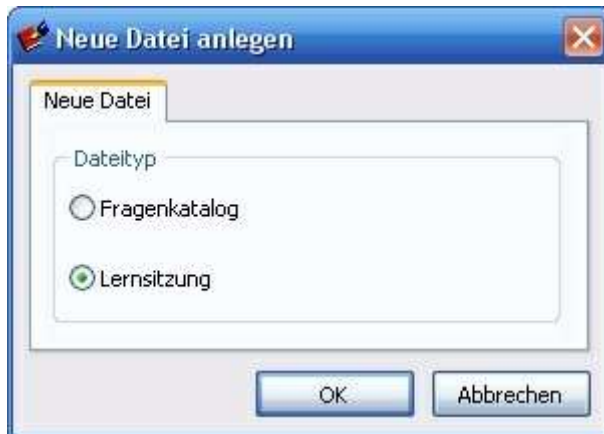 Neue Datei anlegen
Neue Datei
Dateityp
Fragenkatalog
Lernsitzung
OK Abbrechen